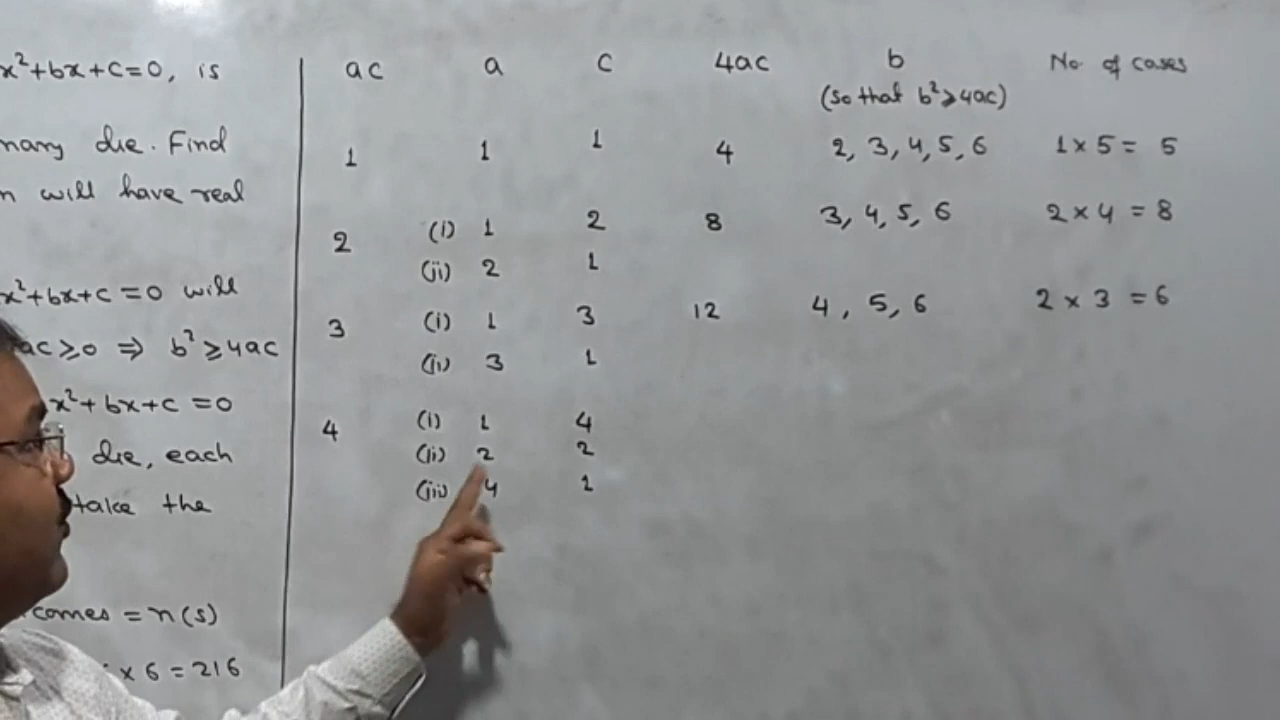 x²+bx+c=0, is
nary die. Find
n will have real
x²+bx+c=0 will
ac≥0 ⇒ b²≥4ac
x²+bx+c=0
die, each
take the
comes = n(s)
× 6 = 216
ac a c 4ac b No of cases
(so that b²≥4ac)
1 1 1 4 2, 3, 4, 5, 6 1×5 = 5
2 (i) 1 2 8 3, 4, 5, 6 2×4 = 8
(ii) 2 1
3 (i) 1 3 12 4, 5, 6 2×3 = 6
(ii) 3 1
4 (i) 1 4
(ii) 2 2
(iii) 4 1